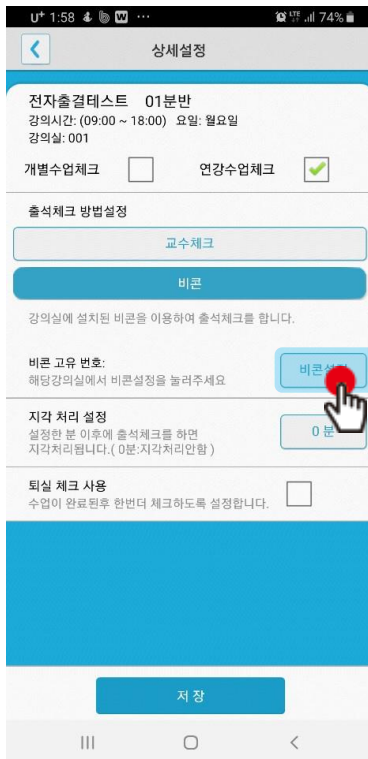 U+ 1:58 W ··· LTE 74%
상세설정
전자출결테스트 01분반
강의시간: (09:00 ~ 18:00) 요일: 월요일
강의실: 001
개별수업체크 연강수업체크
출석체크 방법설정
교수체크
비콘
강의실에 설치된 비콘을 이용하여 출석체크를 합니다.
비콘 고유 번호:
해당강의실에서 비콘설정을 눌러주세요
비콘설정
지각 처리 설정
설정한 분 이후에 출석체크를 하면
지각처리됩니다.( 0분:지각처리안함 )
0 분
퇴실 체크 사용
수업이 완료된후 한번더 체크하도록 설정합니다.
저 장